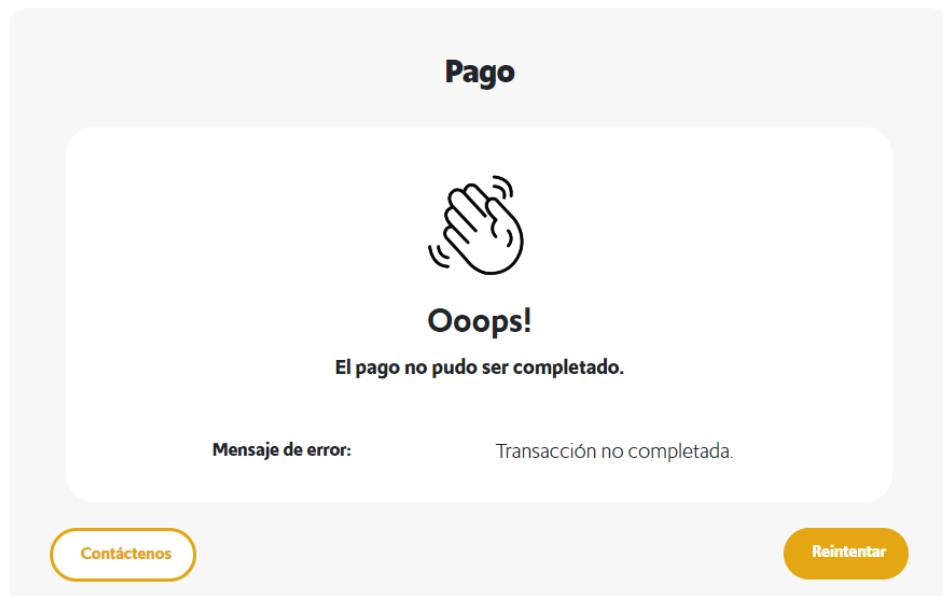 Pago
Ooops!
El pago no pudo ser completado.
Mensaje de error: Transacción no completada.
Contáctenos Reintentar